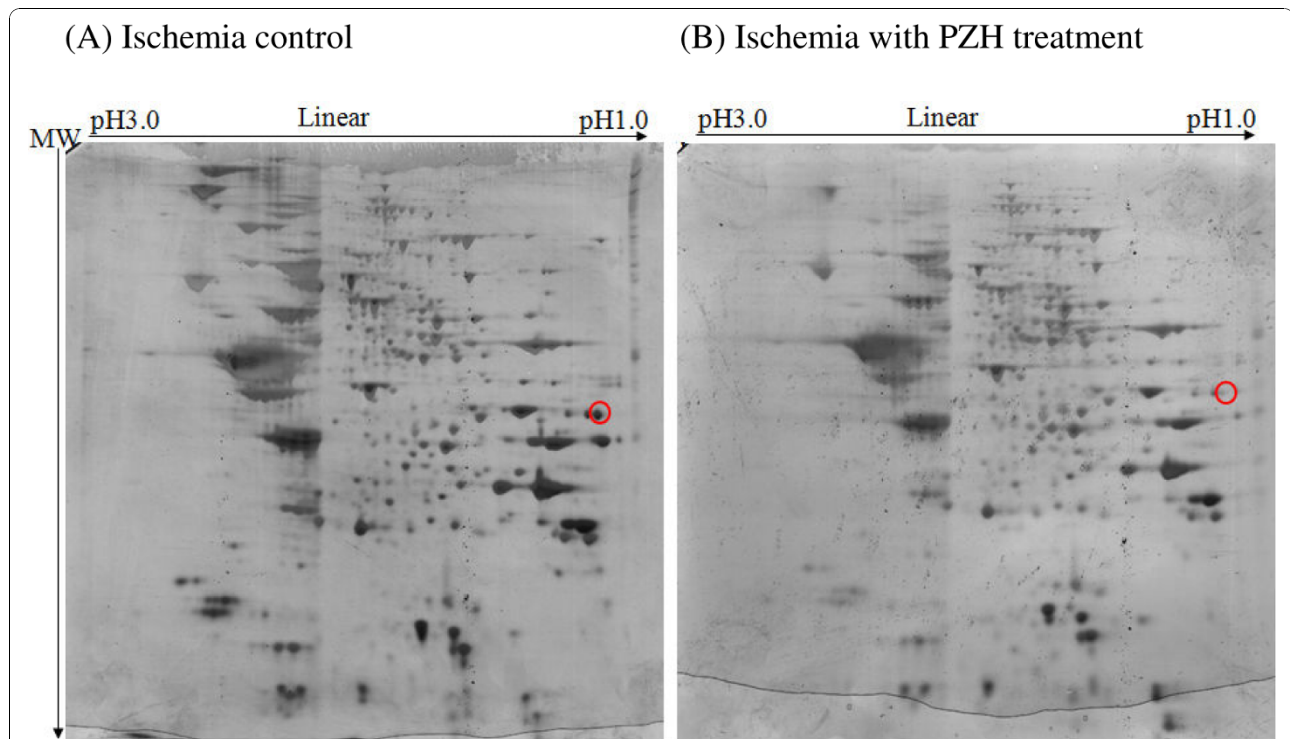 (A) Ischemia control
(B) Ischemia with PZH treatment
pH3.0 Linear pH1.0
pH3.0 Linear pH1.0
MW